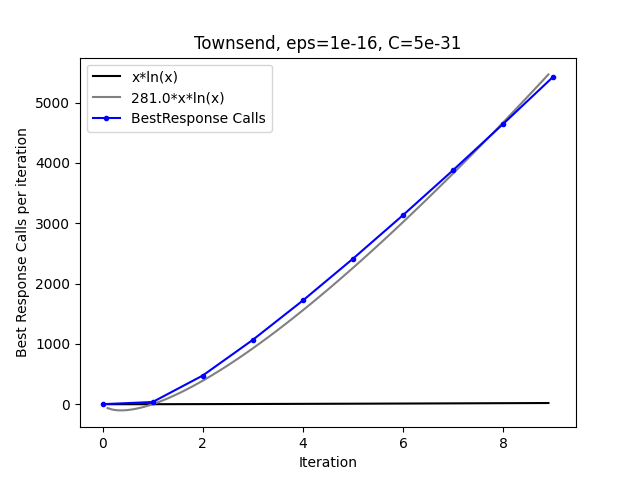 Townsend, eps=1e-16, C=5e-31
x*ln(x)
281.0*x*ln(x)
BestResponse Calls
Best Response Calls per iteration
5000
4000
3000
2000
1000
0
0 2 4 6 8
Iteration